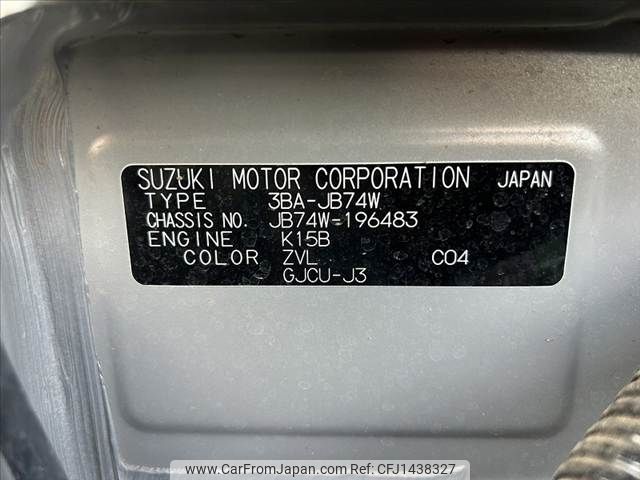 SUZUKI MOTOR CORPORATION JAPAN
TYPE 3BA-JB74W
CHASSIS NO. JB74W-196483
ENGINE K15B
COLOR ZVL C04
GJCU-J3
www.CarFromJapan.com - CFJ1438327